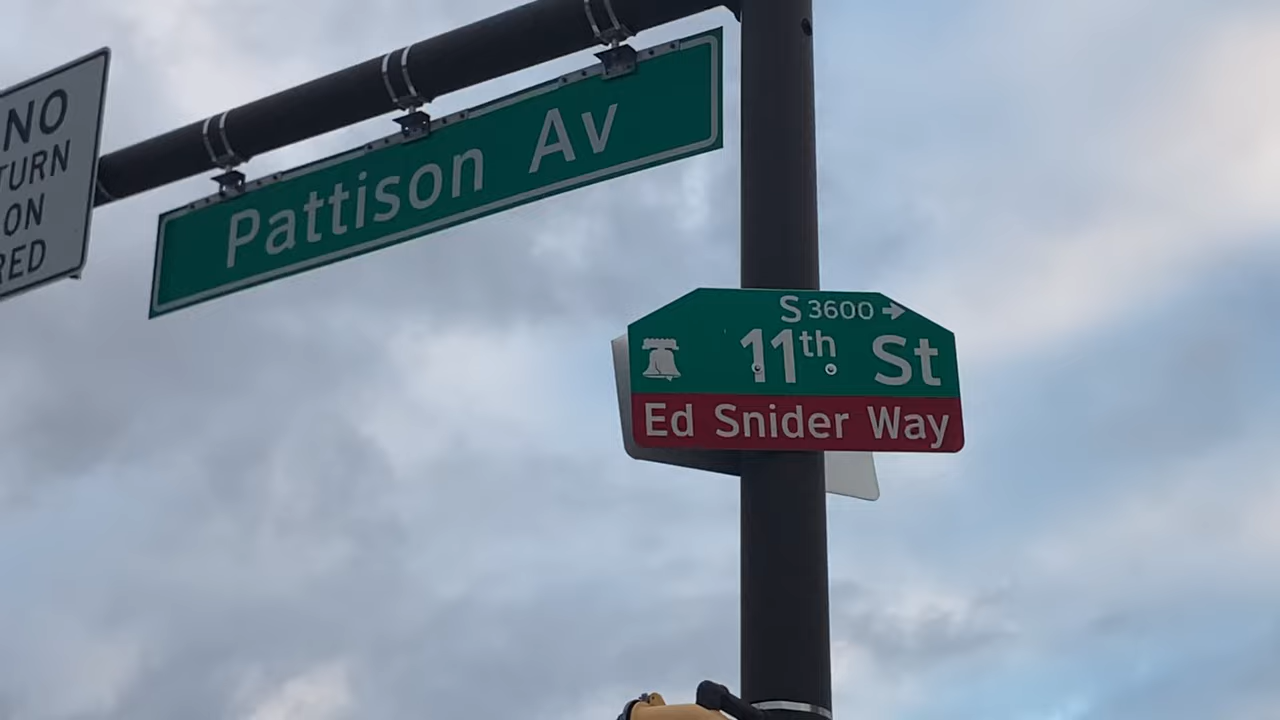 NO
TURN
ON
RED
Pattison Av
S 3600 →
11th St
Ed Snider Way